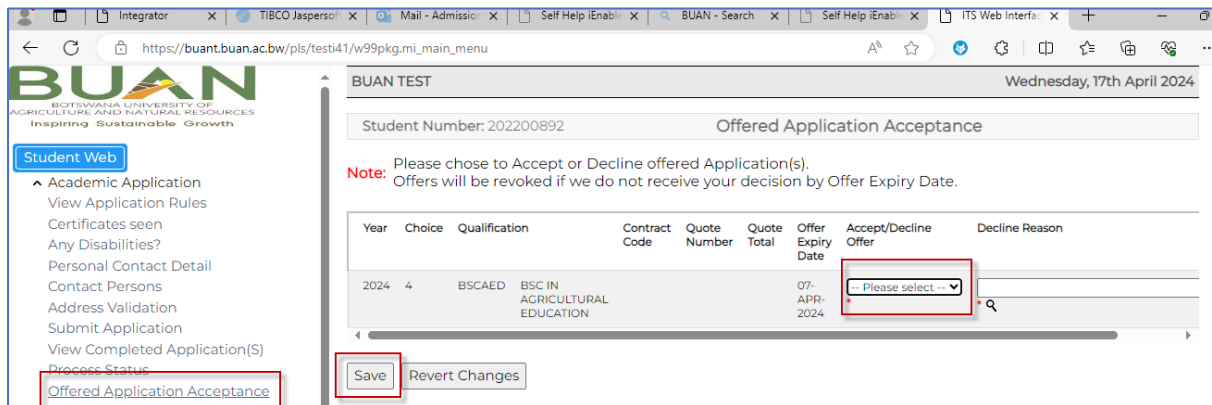 Integrator
TIBCO Jaspersoft
Mail - Admission
Self Help iEnable
BUAN - Search
Self Help iEnable
ITS Web Interfac
https://buant.buan.ac.bw/pls/testi41/w99pkg.mi_main_menu
BUAN
BOTSWANA UNIVERSITY OF
AGRICULTURE AND NATURAL RESOURCES
Inspiring Sustainable Growth
Student Web
Academic Application
View Application Rules
Certificates seen
Any Disabilities?
Personal Contact Detail
Contact Persons
Address Validation
Submit Application
View Completed Application(S)
Process Status
Offered Application Acceptance
BUAN TEST Wednesday, 17th April 2024
Student Number: 202200892 Offered Application Acceptance
Note: Please chose to Accept or Decline offered Application(s).
Offers will be revoked if we do not receive your decision by Offer Expiry Date.
Year Choice Qualification Contract Quote Quote Offer Accept/Decline Decline Reason
Code Number Total Expiry Offer
Date
2024 4 BSCAED BSC IN 07- -- Please select --
AGRICULTURAL APR- * *
EDUCATION 2024
Save Revert Changes